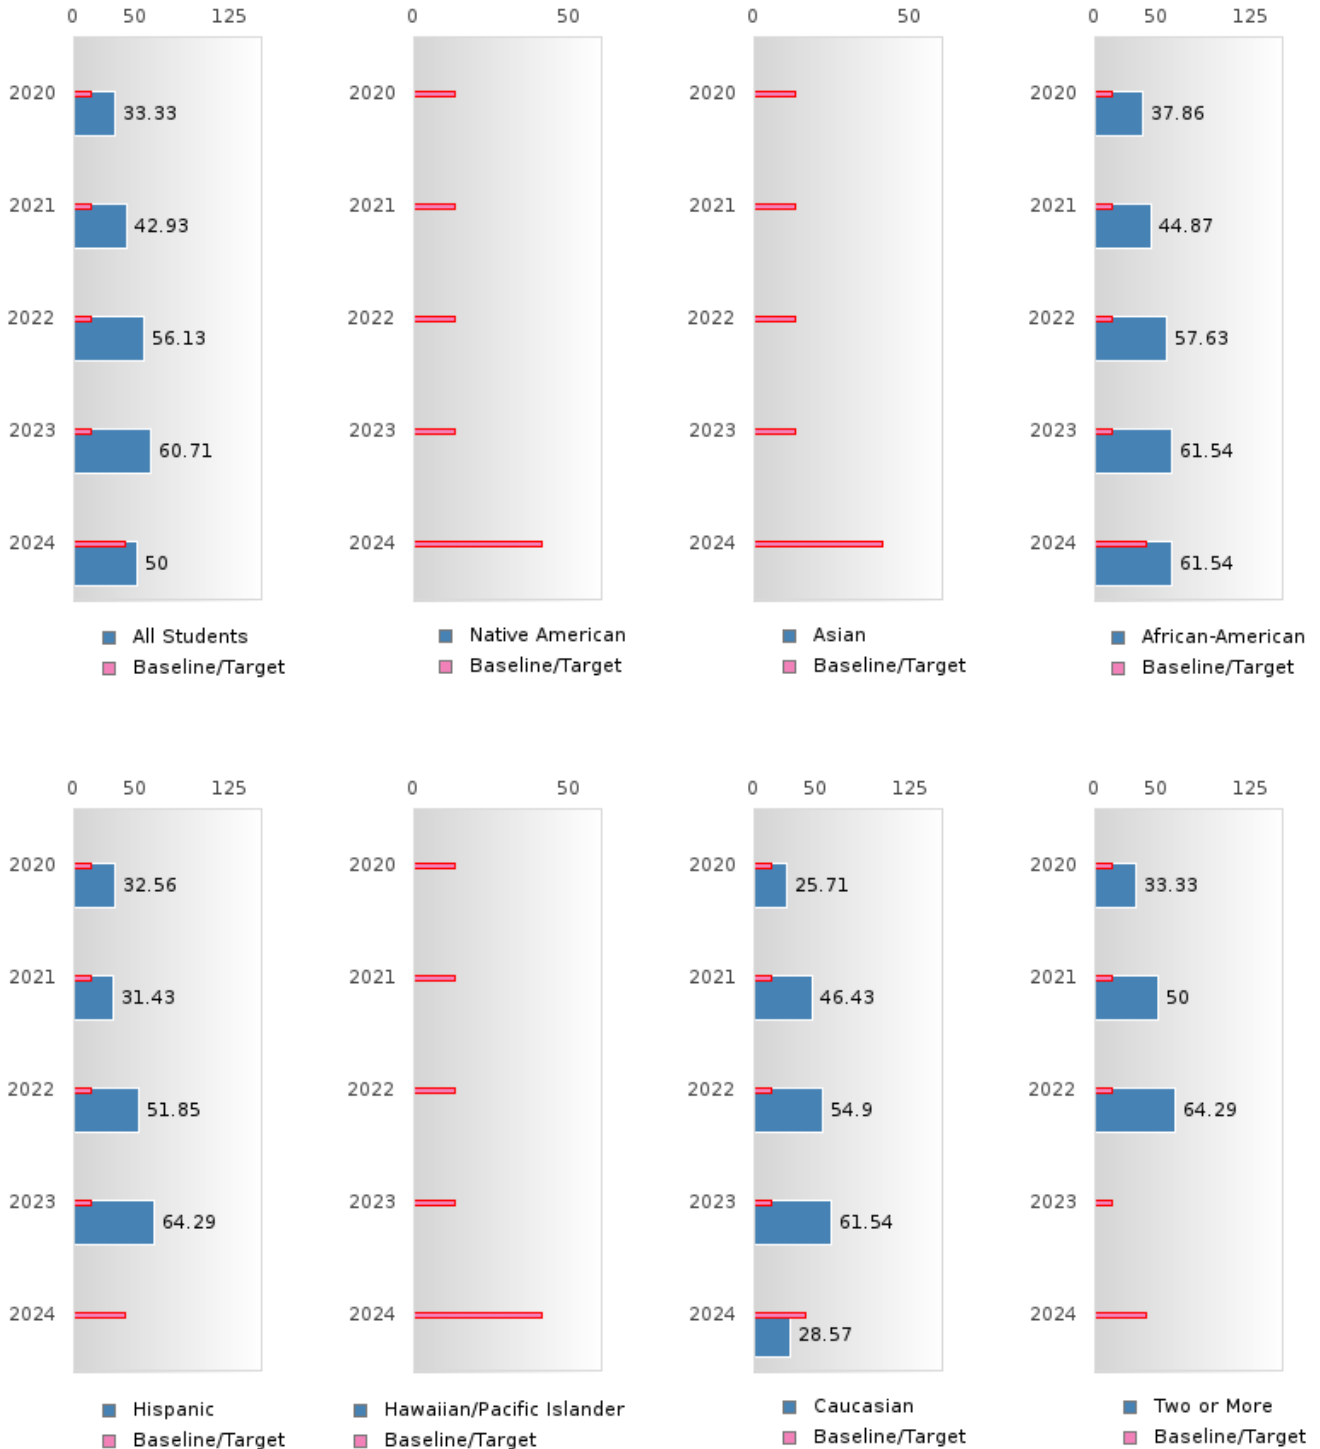 0 50 125 0 50 0 50 0 50 125
2020 33.33 2020 2020 2020 37.86
2021 42.93 2021 2021 2021 44.87
2022 56.13 2022 2022 2022 57.63
2023 60.71 2023 2023 2023 61.54
2024 50 2024 2024 2024 61.54
All Students Native American Asian African-American
Baseline/Target Baseline/Target Baseline/Target Baseline/Target
0 50 125 0 50 0 50 125 0 50 125
2020 32.56 2020 2020 25.71 2020 33.33
2021 31.43 2021 2021 46.43 2021 50
2022 51.85 2022 2022 54.9 2022 64.29
2023 64.29 2023 2023 61.54 2023
2024 2024 2024 28.57 2024
Hispanic Hawaiian/Pacific Islander Caucasian Two or More
Baseline/Target Baseline/Target Baseline/Target Baseline/Target